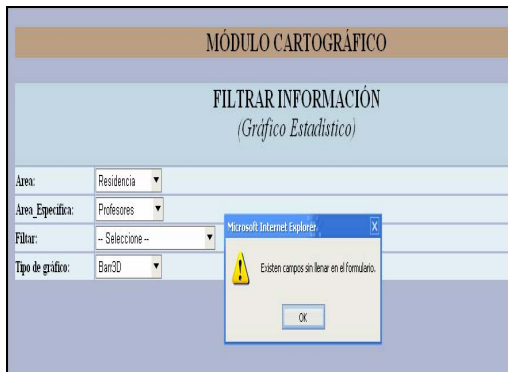 MÓDULO CARTOGRÁFICO
FILTRAR INFORMACIÓN
(Gráfico Estadístico)
Area: Residencia
Area_Especifica: Profesores
Filtrar: -- Seleccione --
Tipo de gráfico: Barr3D
Microsoft Internet Explorer
Existen campos sin llenar en el formulario.
OK